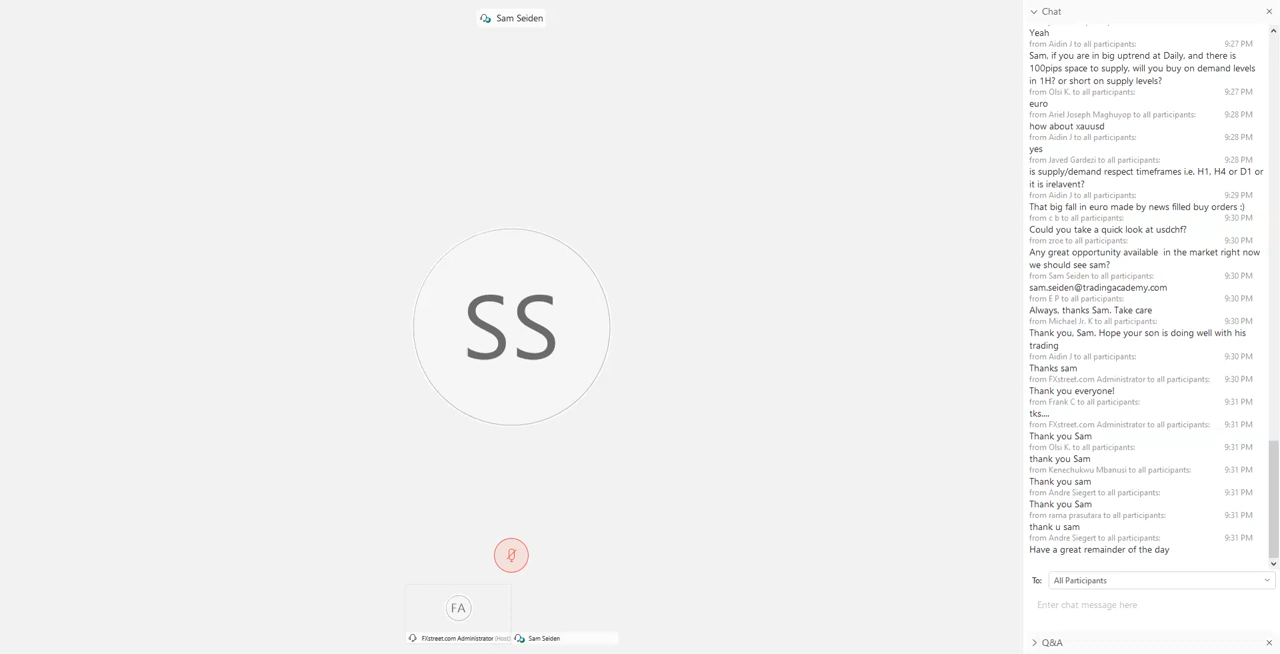 Sam Seiden
SS
FA
FXstreet.com Administrator (Host)
Sam Seiden
Chat
Yeah
from Aidin J to all participants: 9:27 PM
Sam, if you are in big uptrend at Daily, and there is
100pips space to supply, will you buy on demand levels
in 1H? or short on supply levels?
from Olsi K. to all participants: 9:27 PM
euro
from Ariel Joseph Maghuyop to all participants: 9:28 PM
how about xauusd
from Aidin J to all participants: 9:28 PM
yes
from Javed Gardezi to all participants: 9:28 PM
is supply/demand respect timeframes i.e. H1, H4 or D1 or
it is irelavent?
from Aidin J to all participants: 9:29 PM
That big fall in euro made by news filled buy orders :)
from c b to all participants: 9:30 PM
Could you take a quick look at usdchf?
from zroe to all participants: 9:30 PM
Any great opportunity available in the market right now
we should see sam?
from Sam Seiden to all participants: 9:30 PM
sam.seiden@tradingacademy.com
from E P to all participants: 9:30 PM
Always, thanks Sam. Take care
from Michael Jr. K to all participants: 9:30 PM
Thank you, Sam. Hope your son is doing well with his
trading
from Aidin J to all participants: 9:30 PM
Thanks sam
from FXstreet.com Administrator to all participants: 9:30 PM
Thank you everyone!
from Frank C to all participants: 9:31 PM
tks....
from FXstreet.com Administrator to all participants: 9:31 PM
Thank you Sam
from Olsi K. to all participants: 9:31 PM
thank you Sam
from Kenechukwu Mbanusi to all participants: 9:31 PM
Thank you sam
from Andre Siegert to all participants: 9:31 PM
Thank you Sam
from rama prasutara to all participants: 9:31 PM
thank u sam
from Andre Siegert to all participants: 9:31 PM
Have a great remainder of the day
To: All Participants
Enter chat message here
Q&A